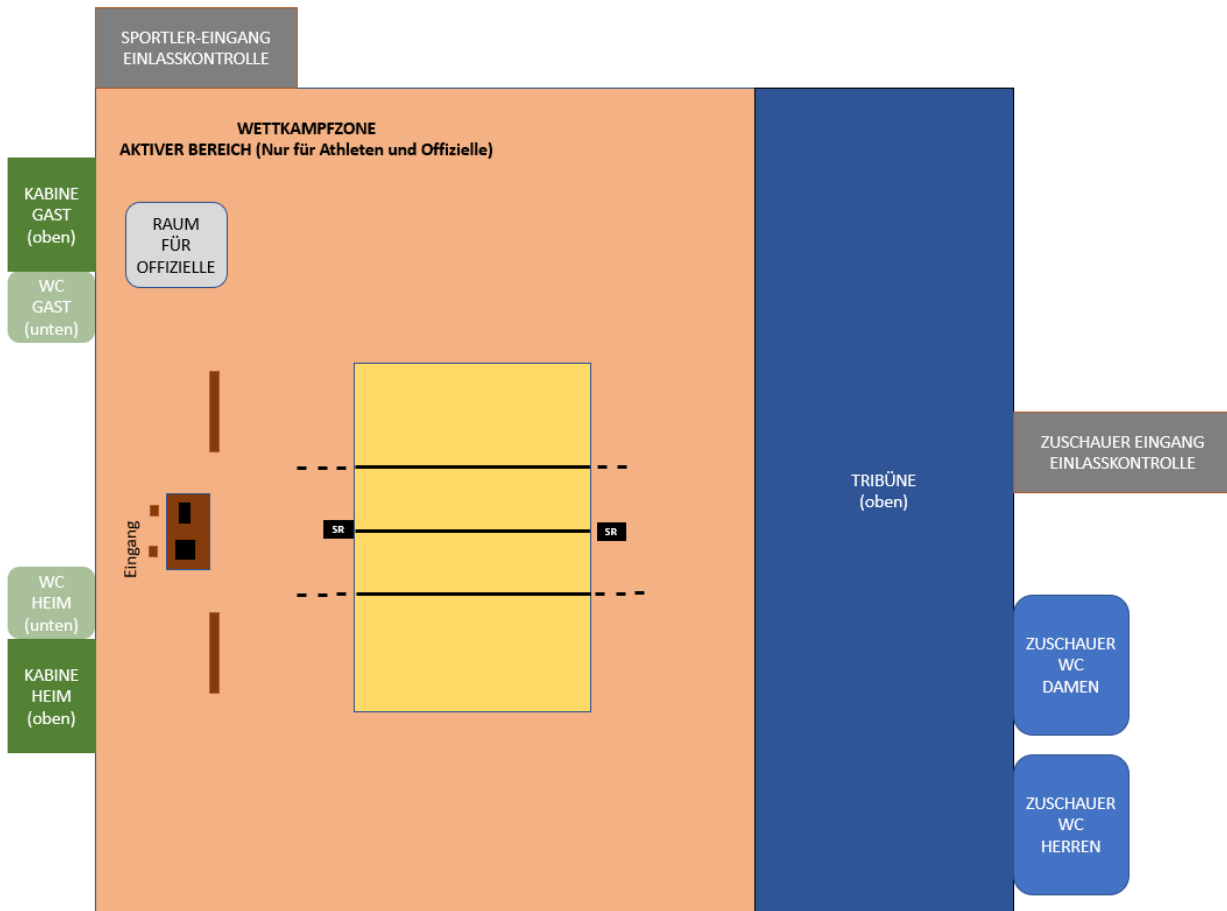 SPORTLER-EINGANG
EINLASSKONTROLLE
WETTKAMPFZONE
AKTIVER BEREICH (Nur für Athleten und Offizielle)
KABINE
GAST
(oben)
WC
GAST
(unten)
RAUM
FÜR
OFFIZIELLE
Eingang
SR
SR
WC
HEIM
(unten)
KABINE
HEIM
(oben)
TRIBÜNE
(oben)
ZUSCHAUER EINGANG
EINLASSKONTROLLE
ZUSCHAUER
WC
DAMEN
ZUSCHAUER
WC
HERREN